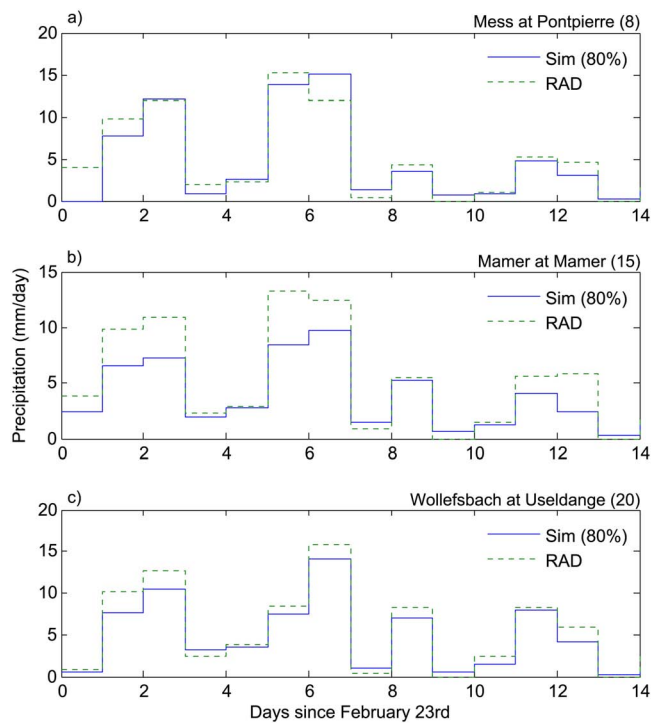 a)
Mess at Pontpierre (8)
20
15
10
5
0
Sim (80%)
RAD
0 2 4 6 8 10 12 14
b)
Mamer at Mamer (15)
15
10
5
0
Sim (80%)
RAD
0 2 4 6 8 10 12 14
Precipitation (mm/day)
c)
Wollefsbach at Useldange (20)
20
15
10
5
0
Sim (80%)
RAD
0 2 4 6 8 10 12 14
Days since February 23rd